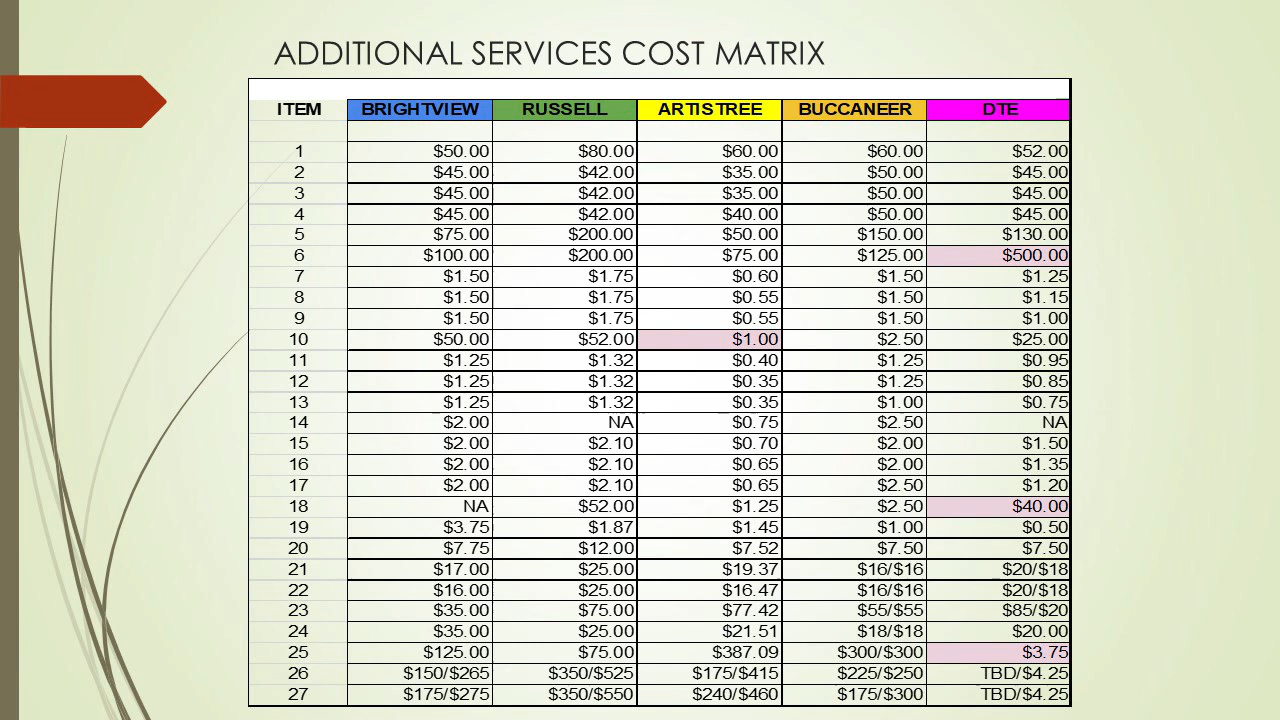 ADDITIONAL SERVICES COST MATRIX
ITEM BRIGHTVIEW RUSSELL ARTISTREE BUCCANEER DTE
1 $50.00 $80.00 $60.00 $60.00 $52.00
2 $45.00 $42.00 $35.00 $50.00 $45.00
3 $45.00 $42.00 $35.00 $50.00 $45.00
4 $45.00 $42.00 $40.00 $50.00 $45.00
5 $75.00 $200.00 $50.00 $150.00 $130.00
6 $100.00 $200.00 $75.00 $125.00 $500.00
7 $1.50 $1.75 $0.60 $1.50 $1.25
8 $1.50 $1.75 $0.55 $1.50 $1.15
9 $1.50 $1.75 $0.55 $1.50 $1.00
10 $50.00 $52.00 $1.00 $2.50 $25.00
11 $1.25 $1.32 $0.40 $1.25 $0.95
12 $1.25 $1.32 $0.35 $1.25 $0.85
13 $1.25 $1.32 $0.35 $1.00 $0.75
14 $2.00 NA $0.75 $2.50 NA
15 $2.00 $2.10 $0.70 $2.00 $1.50
16 $2.00 $2.10 $0.65 $2.00 $1.35
17 $2.00 $2.10 $0.65 $2.50 $1.20
18 NA $52.00 $1.25 $2.50 $40.00
19 $3.75 $1.87 $1.45 $1.00 $0.50
20 $7.75 $12.00 $7.52 $7.50 $7.50
21 $17.00 $25.00 $19.37 $16/$16 $20/$18
22 $16.00 $25.00 $16.47 $16/$16 $20/$18
23 $35.00 $75.00 $77.42 $55/$55 $85/$20
24 $35.00 $25.00 $21.51 $18/$18 $20.00
25 $125.00 $75.00 $387.09 $300/$300 $3.75
26 $150/$265 $350/$525 $175/$415 $225/$250 TBD/$4.25
27 $175/$275 $350/$550 $240/$460 $175/$300 TBD/$4.25